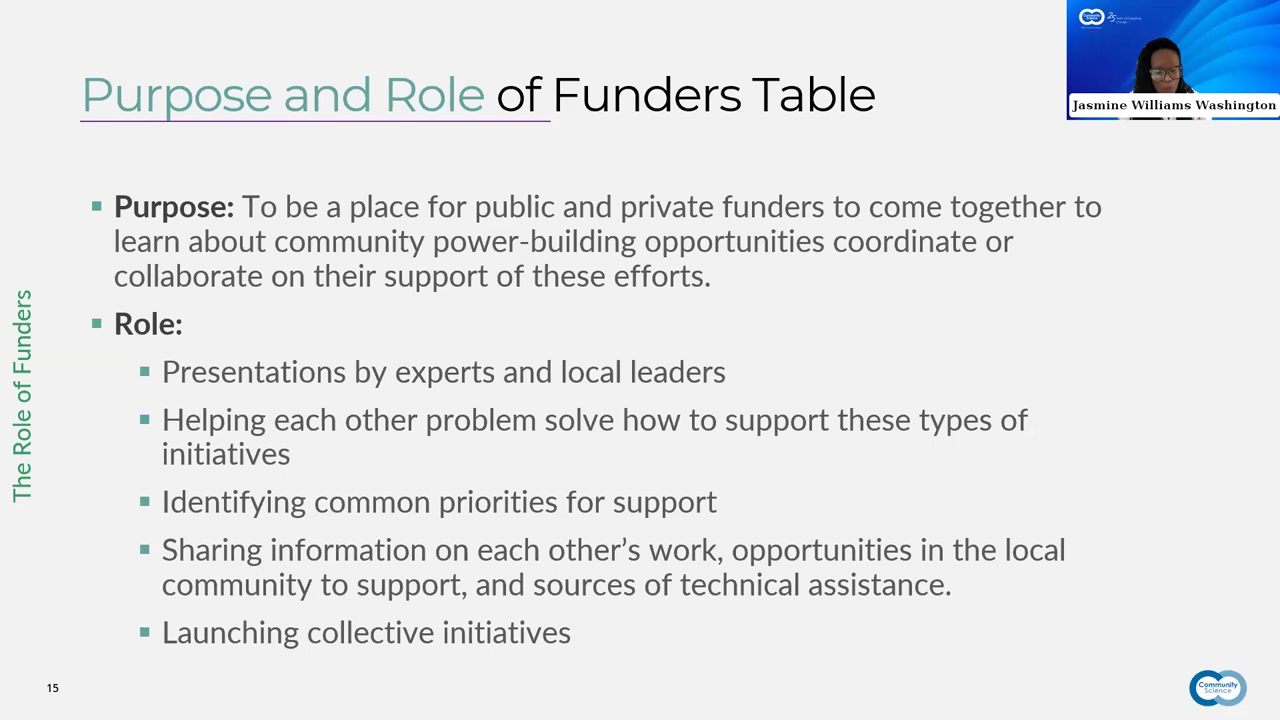 Purpose and Role of Funders Table
Community
Science
25
Jasmine Williams Washington
Purpose: To be a place for public and private funders to come together to
learn about community power-building opportunities coordinate or
collaborate on their support of these efforts.
Role:
Presentations by experts and local leaders
Helping each other problem solve how to support these types of
initiatives
Identifying common priorities for support
Sharing information on each other’s work, opportunities in the local
community to support, and sources of technical assistance.
Launching collective initiatives
The Role of Funders
15
Community
Science